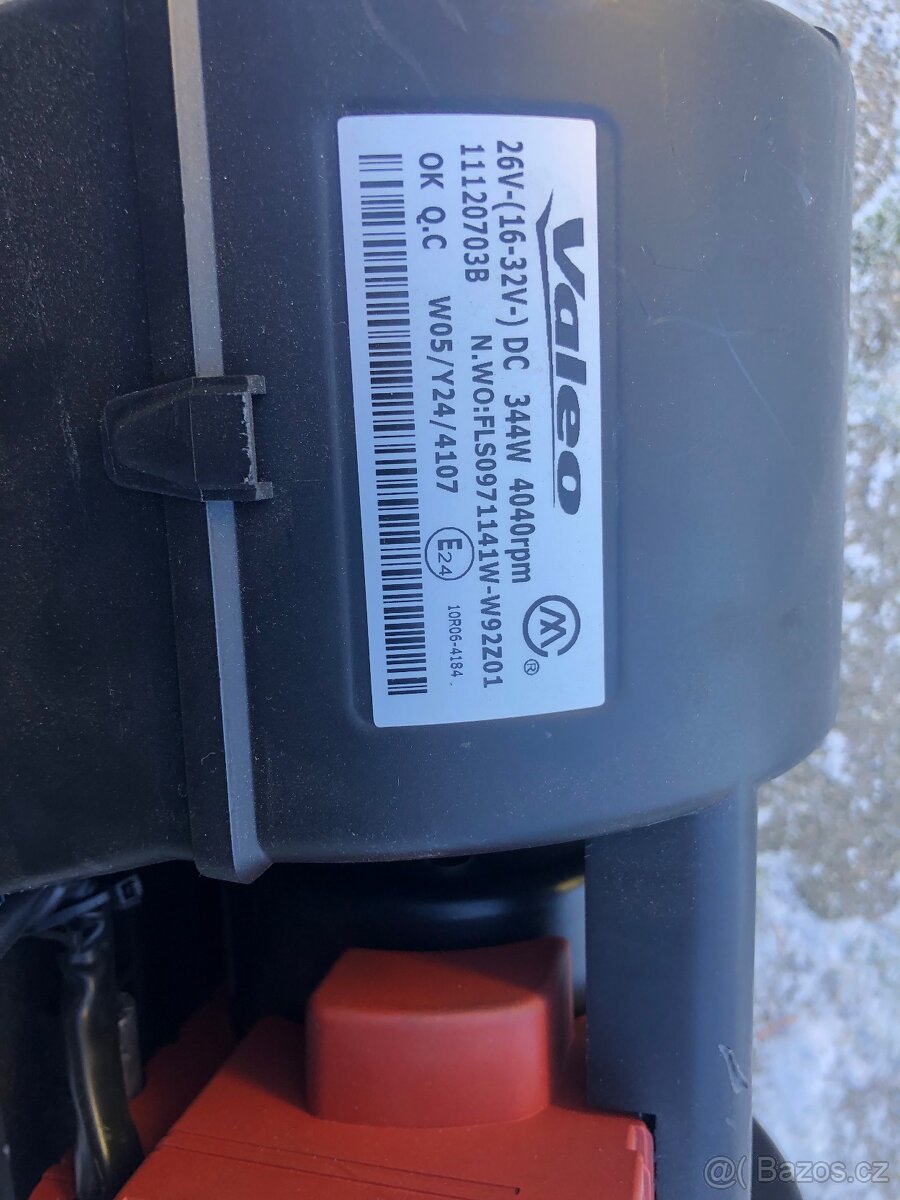 Valeo
26V-(16-32V-) DC 344W 4040rpm
11120703B N.WO:FLS0971141W-W92Z01
OK Q.C W05/Y24/4107 E24 10R06-4184
®
@( Bazos.cz